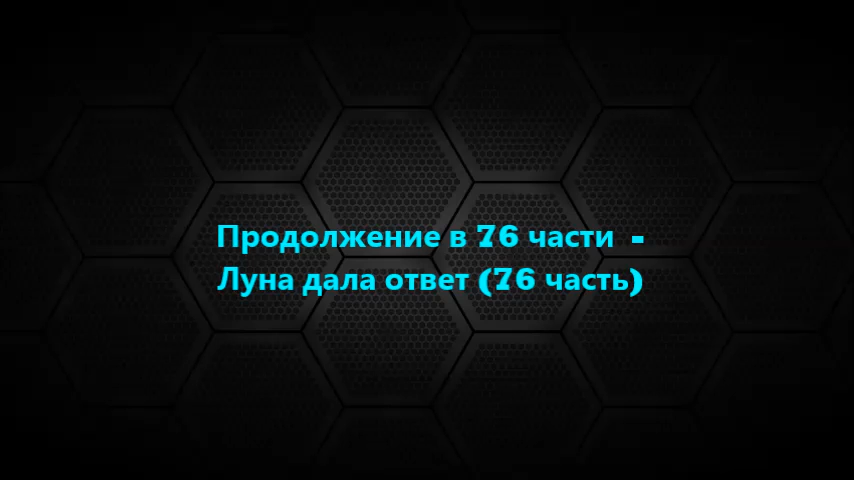 Продолжение в 76 части -
Луна дала ответ (76 часть)